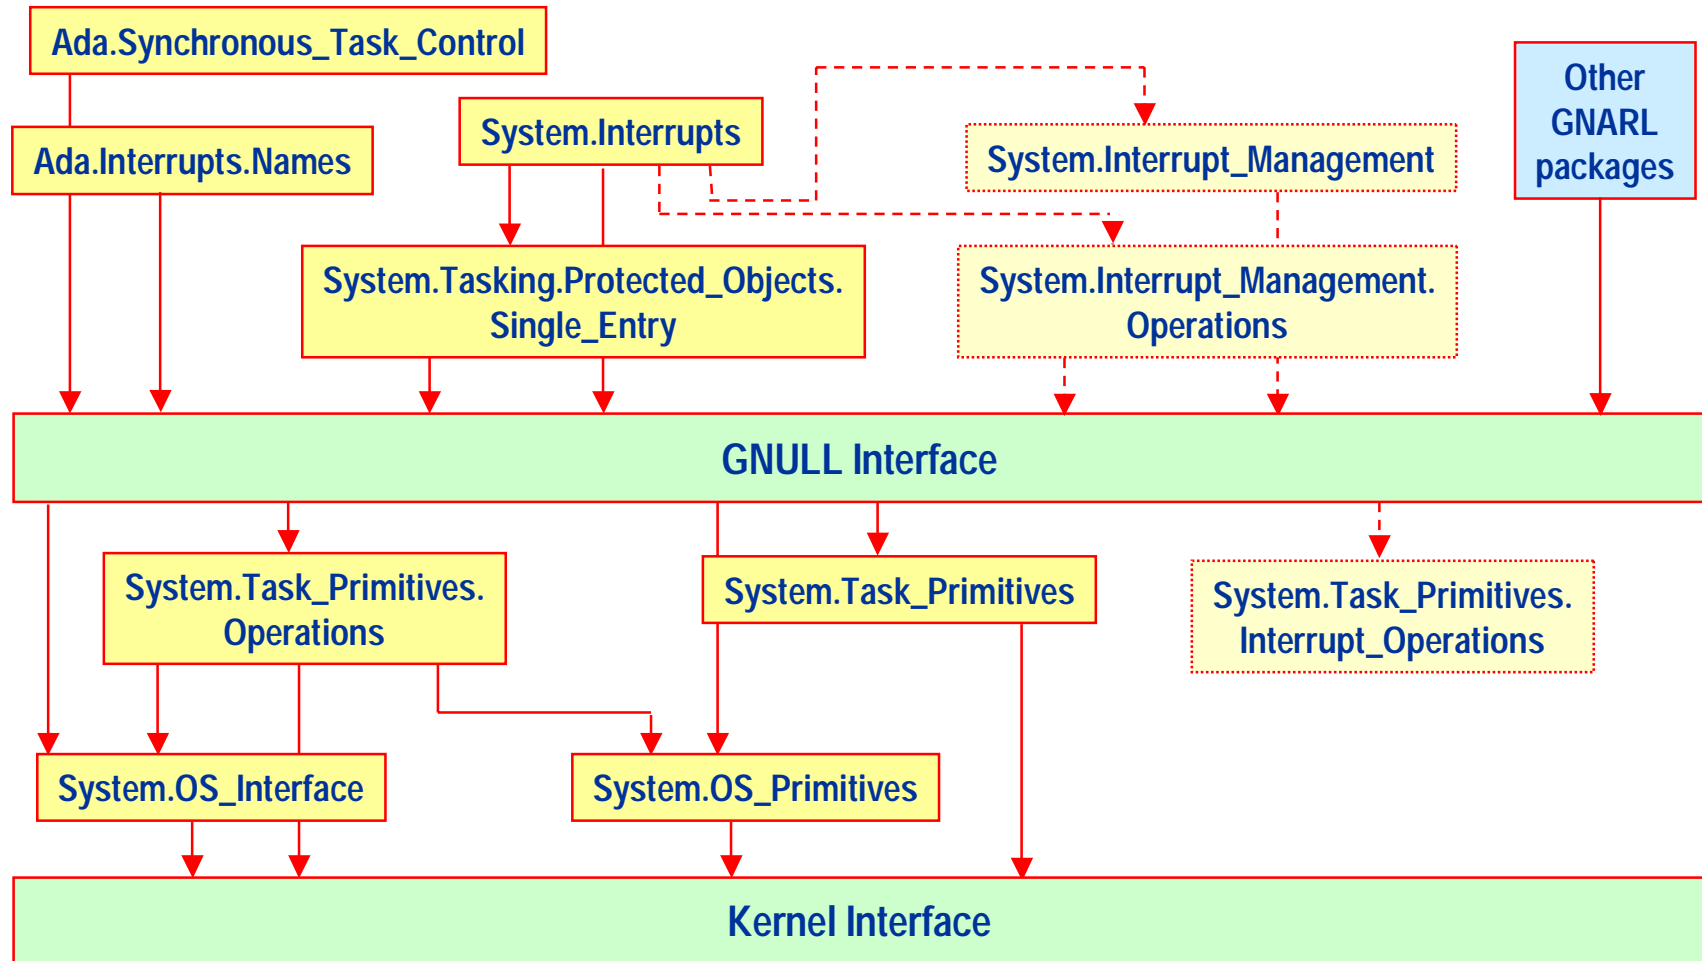 Ada.Synchronous_Task_Control
Other
GNARL
packages
System.Interrupts
Ada.Interrupts.Names
System.Interrupt_Management
System.Tasking.Protected_Objects.
Single_Entry
System.Interrupt_Management.
Operations
GNULL Interface
System.Task_Primitives.
Operations
System.Task_Primitives
System.Task_Primitives.
Interrupt_Operations
System.OS_Interface
System.OS_Primitives
Kernel Interface